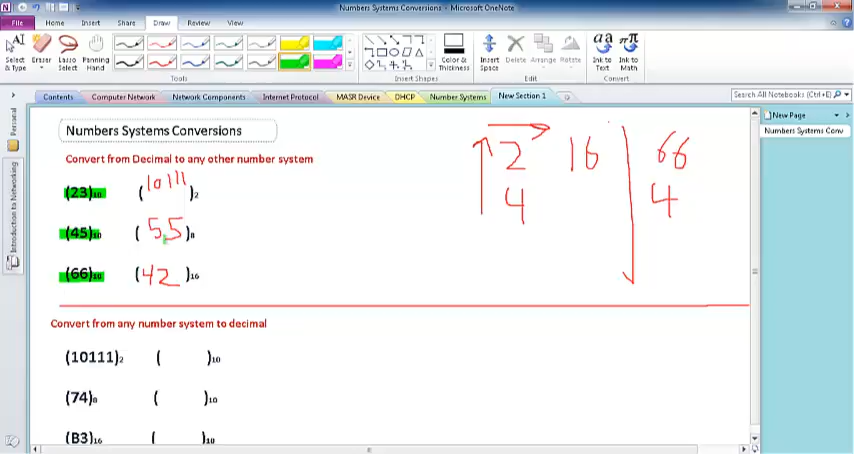 Numbers Systems Conversions - Microsoft OneNote
File Home Insert Share Draw Review View
Select & Type Eraser Lasso Select Panning Hand Color & Thickness Insert Space Delete Arrange Rotate Ink to Text Ink to Math
Tools Insert Shapes Edit Convert
Contents Computer Network Network Components Internet Protocol MASR Device DHCP Number Systems New Section 1 Search All Notebooks (Ctrl+E)
Personal
Introduction to Networking
New Page
Numbers Systems Conv
Numbers Systems Conversions
Convert from Decimal to any other number system
(23)10 (10111)2
(45)10 (55)8
(66)10 (42)16
2 16 66
4 4
Convert from any number system to decimal
(10111)2 ( )10
(74)8 ( )10
(B3)16 ( )10